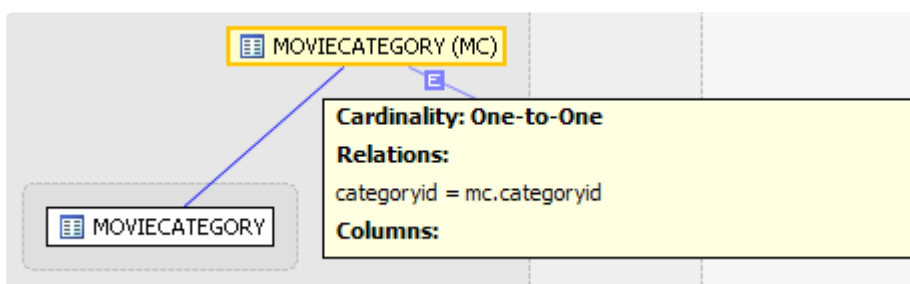 MOVIECATEGORY (MC)
E
Cardinality: One-to-One
Relations:
categoryid = mc.categoryid
MOVIECATEGORY
Columns: